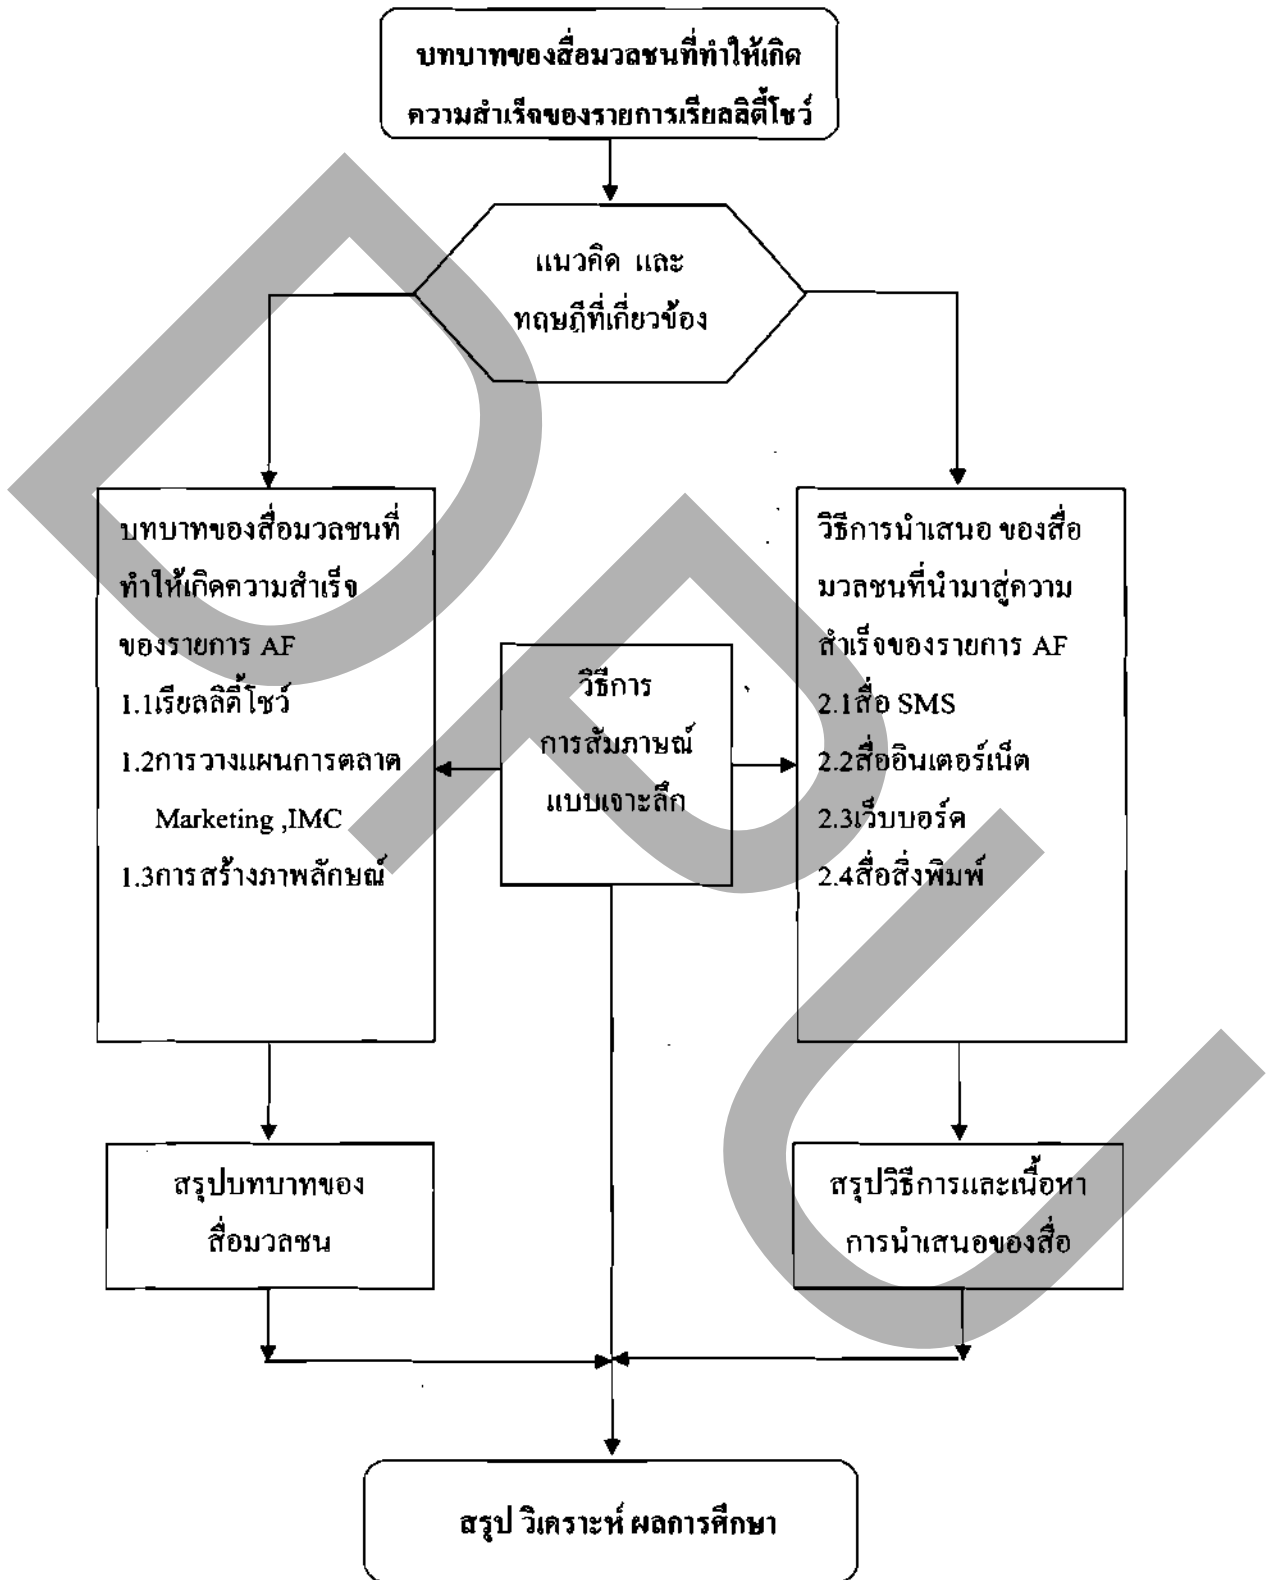 บทบาทของสื่อมวลชนที่ทำให้เกิด
ความสำเร็จของรายการเรียลลิตี้โชว์
แนวคิด และ
ทฤษฎีที่เกี่ยวข้อง
บทบาทของสื่อมวลชนที่
ทำให้เกิดความสำเร็จ
ของรายการ AF
1.1เรียลลิตี้โชว์
1.2การวางแผนการตลาด
Marketing ,IMC
1.3การสร้างภาพลักษณ์
วิธีการ
การสัมภาษณ์
แบบเจาะลึก
วิธีการนำเสนอ ของสื่อ
มวลชนที่นำมาสู่ความ
สำเร็จของรายการ AF
2.1สื่อ SMS
2.2สื่ออินเตอร์เน็ต
2.3เว็บบอร์ด
2.4สื่อสิ่งพิมพ์
สรุปบทบาทของ
สื่อมวลชน
สรุปวิธีการและเนื้อหา
การนำเสนอของสื่อ
สรุป วิเคราะห์ ผลการศึกษา
DPU